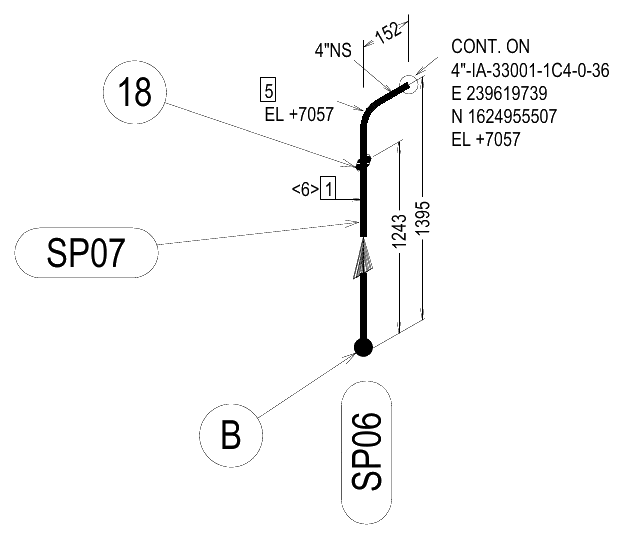 152
4"NS
CONT. ON
4"-IA-33001-1C4-0-36
E 239619739
N 1624955507
EL +7057
18
5
EL +7057
<6> 1
SP07
1243
1395
B
SP06